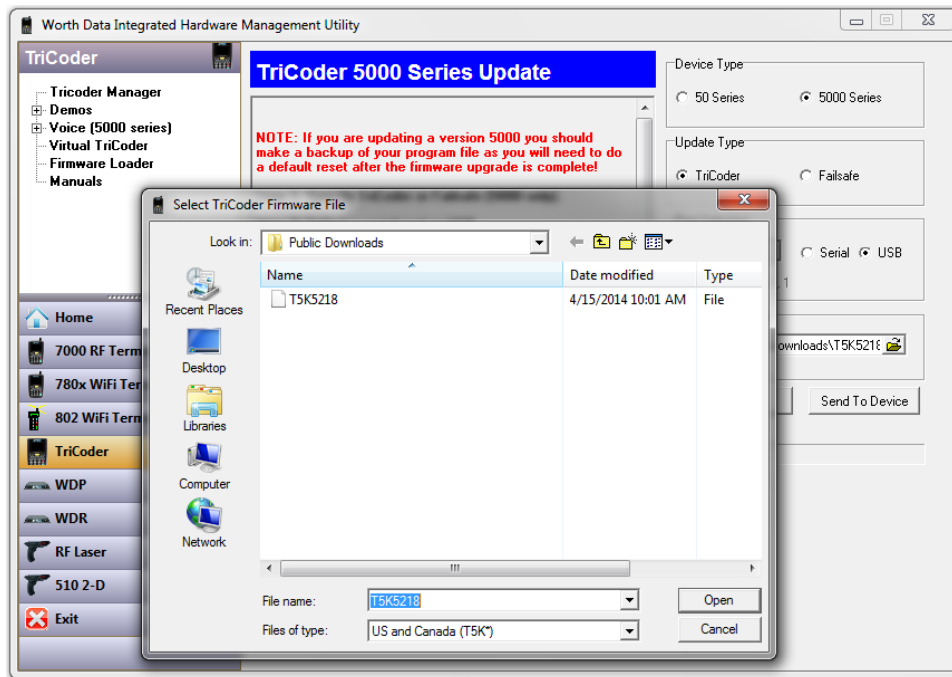 Worth Data Integrated Hardware Management Utility
TriCoder
Tricoder Manager
Demos
Voice (5000 series)
Virtual TriCoder
Firmware Loader
Manuals
TriCoder 5000 Series Update
NOTE: If you are updating a version 5000 you should
make a backup of your program file as you will need to do
a default reset after the firmware upgrade is complete!
Device Type
50 Series
5000 Series
Update Type
TriCoder
Failsafe
Serial
USB
1
ownloads\T5K5218
Send To Device
Home
7000 RF Term
780x WiFi Ter
802 WiFi Term
TriCoder
WDP
WDR
RF Laser
510 2-D
Exit
Select TriCoder Firmware File
Look in:
Public Downloads
Recent Places
Desktop
Libraries
Computer
Network
Name
Date modified
Type
T5K5218
4/15/2014 10:01 AM
File
File name:
T5K5218
Open
Files of type:
US and Canada (T5K*)
Cancel